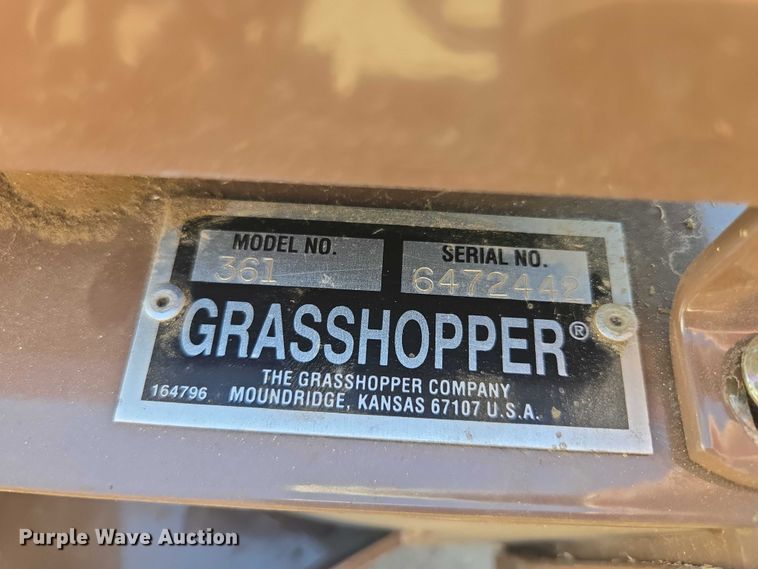 MODEL NO. SERIAL NO.
361 6472442
GRASSHOPPER®
THE GRASSHOPPER COMPANY
164796 MOUNDRIDGE, KANSAS 67107 U.S.A.
Purple Wave Auction